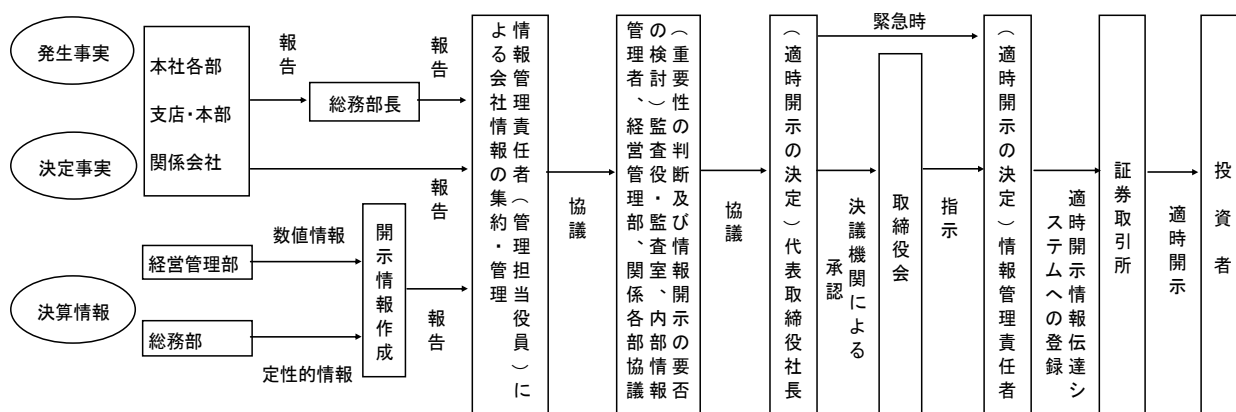 発生事実
決定事実
決算情報
本社各部
支店・本部
関係会社
報告
総務部長
報告
報告
経営管理部
数値情報
総務部
定性的情報
開示情報作成
報告
情報管理責任者（管理担当役員）に
よる会社情報の集約・管理
協議
（重要性の判断及び情報開示の要否
の検討）監査役・監査室、内部情報
管理者、経営管理部、関係各部協議
協議
（適時開示の決定）代表取締役社長
緊急時
決議機関による
承認
取締役会
指示
（適時開示の決定）情報管理責任者
適時開示情報伝達シ
ステムへの登録
証券取引所
適時開示
投資者